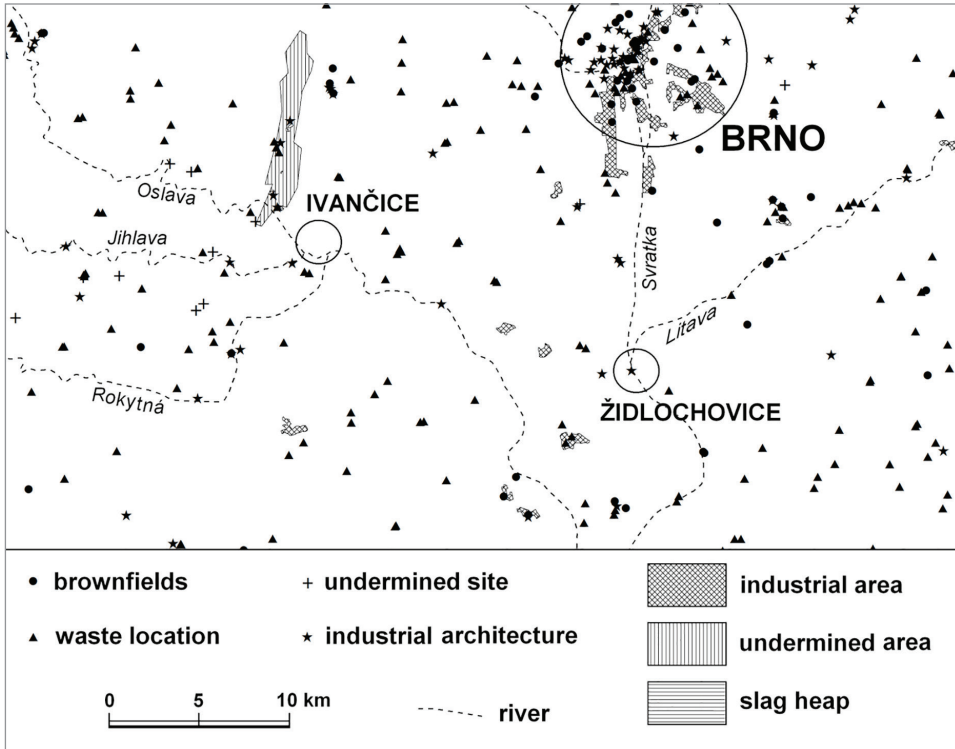 BRNO
Oslava
IVANČICE
Jihlava
Svratka
Litava
Rokytná
ŽIDLOCHOVICE
brownfields
undermined site
industrial area
waste location
industrial architecture
undermined area
0 5 10 km
river
slag heap